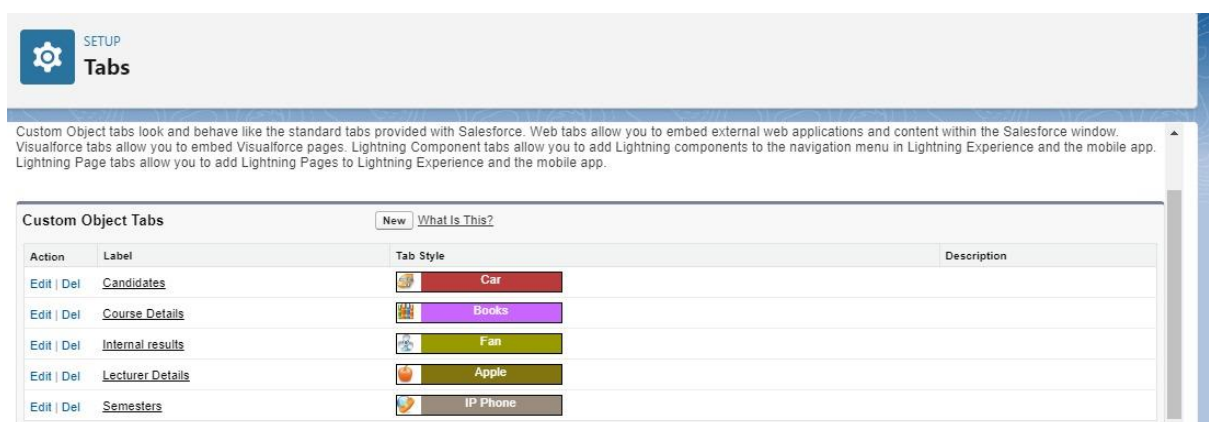 SETUP
Tabs
Custom Object tabs look and behave like the standard tabs provided with Salesforce. Web tabs allow you to embed external web applications and content within the Salesforce window.
Visualforce tabs allow you to embed Visualforce pages. Lightning Component tabs allow you to add Lightning components to the navigation menu in Lightning Experience and the mobile app.
Lightning Page tabs allow you to add Lightning Pages to Lightning Experience and the mobile app.
Custom Object Tabs New What Is This?
Action Label Tab Style Description
Edit | Del Candidates Car
Edit | Del Course Details Books
Edit | Del Internal results Fan
Edit | Del Lecturer Details Apple
Edit | Del Semesters IP Phone